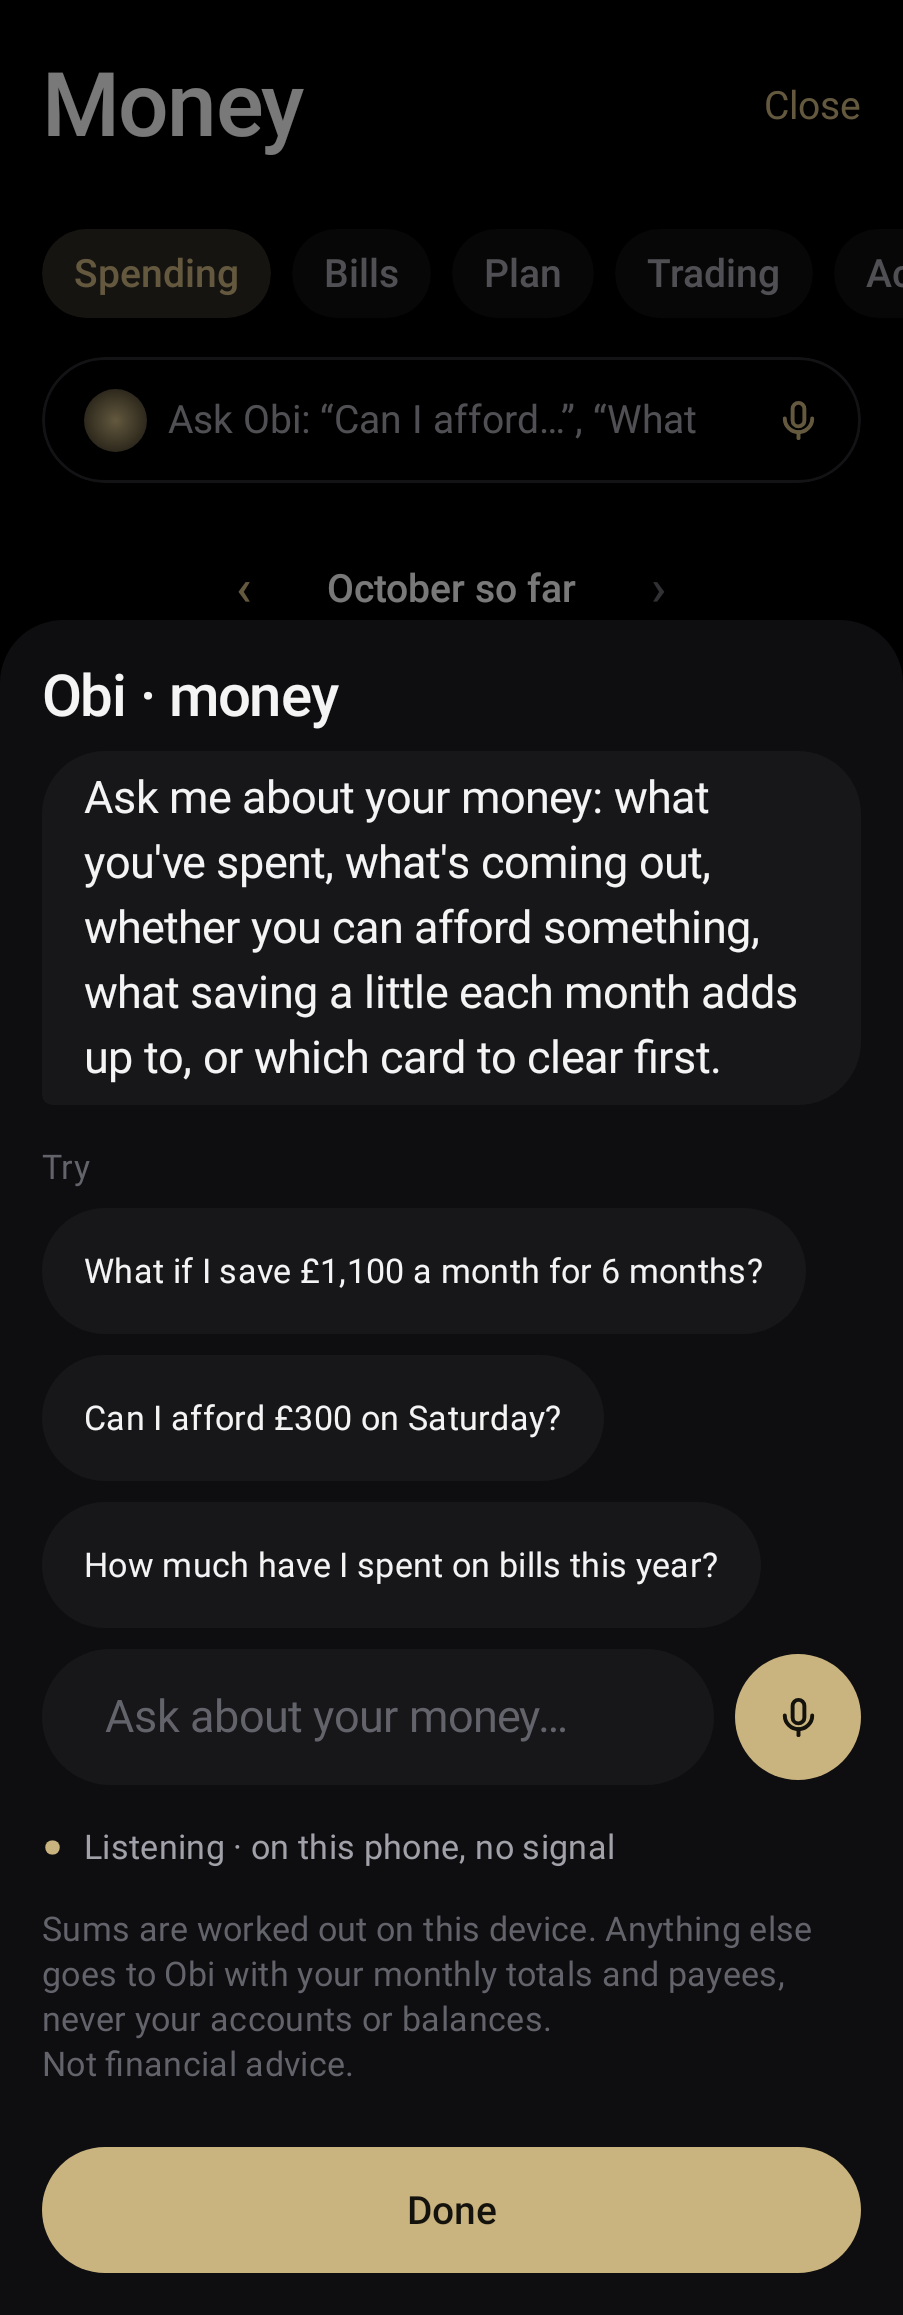 Money
Close
Spending
Bills
Plan
Trading
Ask Obi: “Can I afford…”, “What
‹ October so far ›
Obi · money
Ask me about your money: what
you've spent, what's coming out,
whether you can afford something,
what saving a little each month adds
up to, or which card to clear first.
Try
What if I save £1,100 a month for 6 months?
Can I afford £300 on Saturday?
How much have I spent on bills this year?
Ask about your money…
Listening · on this phone, no signal
Sums are worked out on this device. Anything else
goes to Obi with your monthly totals and payees,
never your accounts or balances.
Not financial advice.
Done